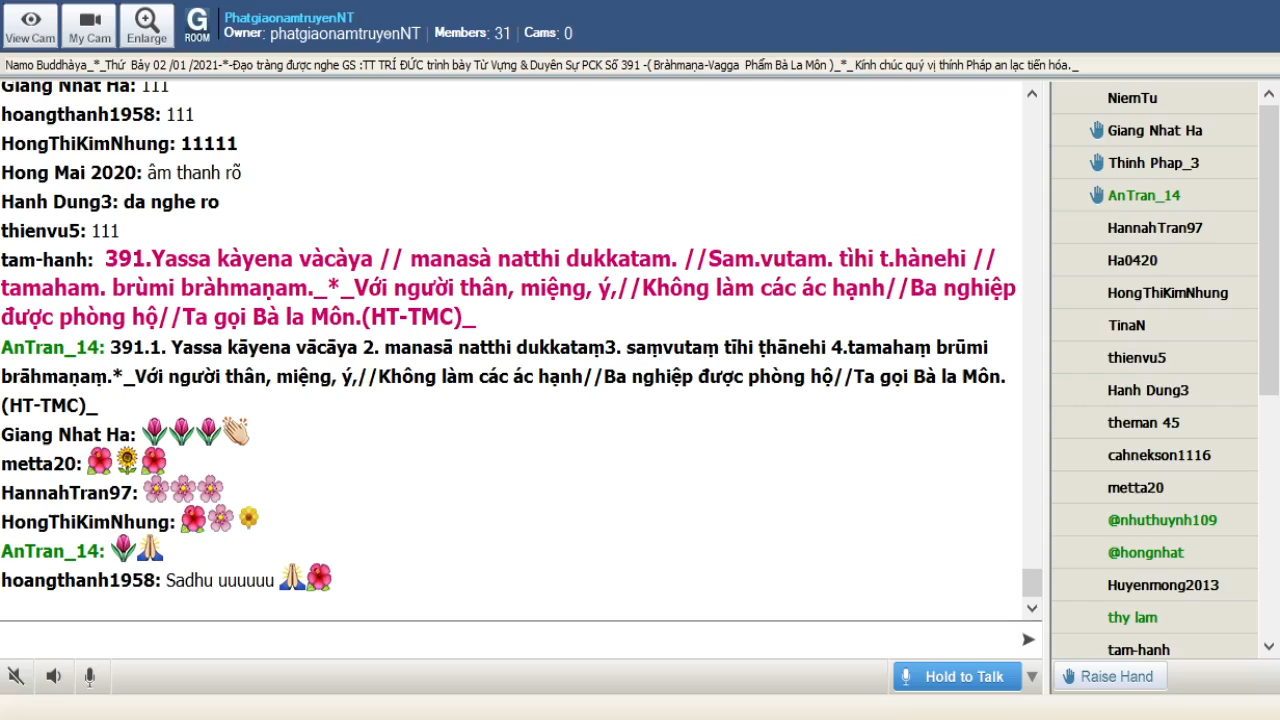 View Cam
My Cam
Enlarge
G
ROOM
PhatgiaonamtruyenNT
Owner: phatgiaonamtruyenNT | Members: 31 | Cams: 0
Namo Buddhàya_*_Thứ Bảy 02 /01 /2021-*-Đạo tràng được nghe GS :TT TRÍ ĐỨC trình bày Từ Vựng & Duyên Sự PCK Số 391 -( Bràhmaṇa-Vagga Phẩm Bà La Môn )_*_ Kính chúc quý vị thính Pháp an lạc tiến hóa._
Giang Nhat Ha: 111
hoangthanh1958: 111
HongThiKimNhung: 11111
Hong Mai 2020: âm thanh rõ
Hanh Dung3: da nghe ro
thienvu5: 111
tam-hanh: 391.Yassa kàyena vàcàya // manasà natthi dukkatam. //Sam.vutam. tìhi t.hànehi //
tamaham. brùmi bràhmaṇam._*_Với người thân, miệng, ý,//Không làm các ác hạnh//Ba nghiệp
được phòng hộ//Ta gọi Bà la Môn.(HT-TMC)_
AnTran_14: 391.1. Yassa kāyena vācāya 2. manasā natthi dukkataṃ3. saṃvutaṃ tīhi ṭhānehi 4.tamahaṃ brūmi
brāhmaṇaṃ.*_Với người thân, miệng, ý,//Không làm các ác hạnh//Ba nghiệp được phòng hộ//Ta gọi Bà la Môn.
(HT-TMC)_
Giang Nhat Ha: 🌷🌷🌷👏
metta20: 🌺🌻🌺
HannahTran97: 🌸🌸🌸
HongThiKimNhung: 🌺🌸🌼
AnTran_14: 🌷🙏
hoangthanh1958: Sadhu uuuuuu 🙏🌺
Hold to Talk
NiemTu
Giang Nhat Ha
Thinh Phap_3
AnTran_14
HannahTran97
Ha0420
HongThiKimNhung
TinaN
thienvu5
Hanh Dung3
theman 45
cahnekson1116
metta20
@nhuthuynh109
@hongnhat
Huyenmong2013
thy lam
tam-hanh
Raise Hand